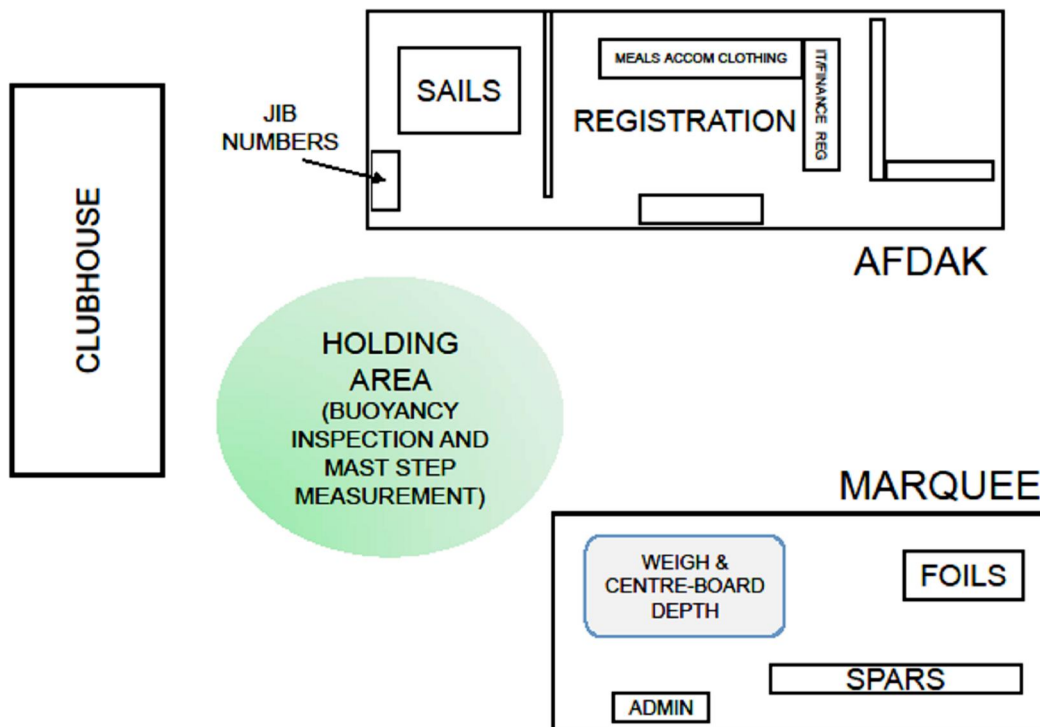 MEALS ACCOM CLOTHING
IT/FINANCE REG
SAILS
REGISTRATION
JIB
NUMBERS
CLUBHOUSE
AFDAK
HOLDING
AREA
(BUOYANCY
INSPECTION AND
MAST STEP
MEASUREMENT)
MARQUEE
WEIGH &
CENTRE-BOARD
DEPTH
FOILS
SPARS
ADMIN